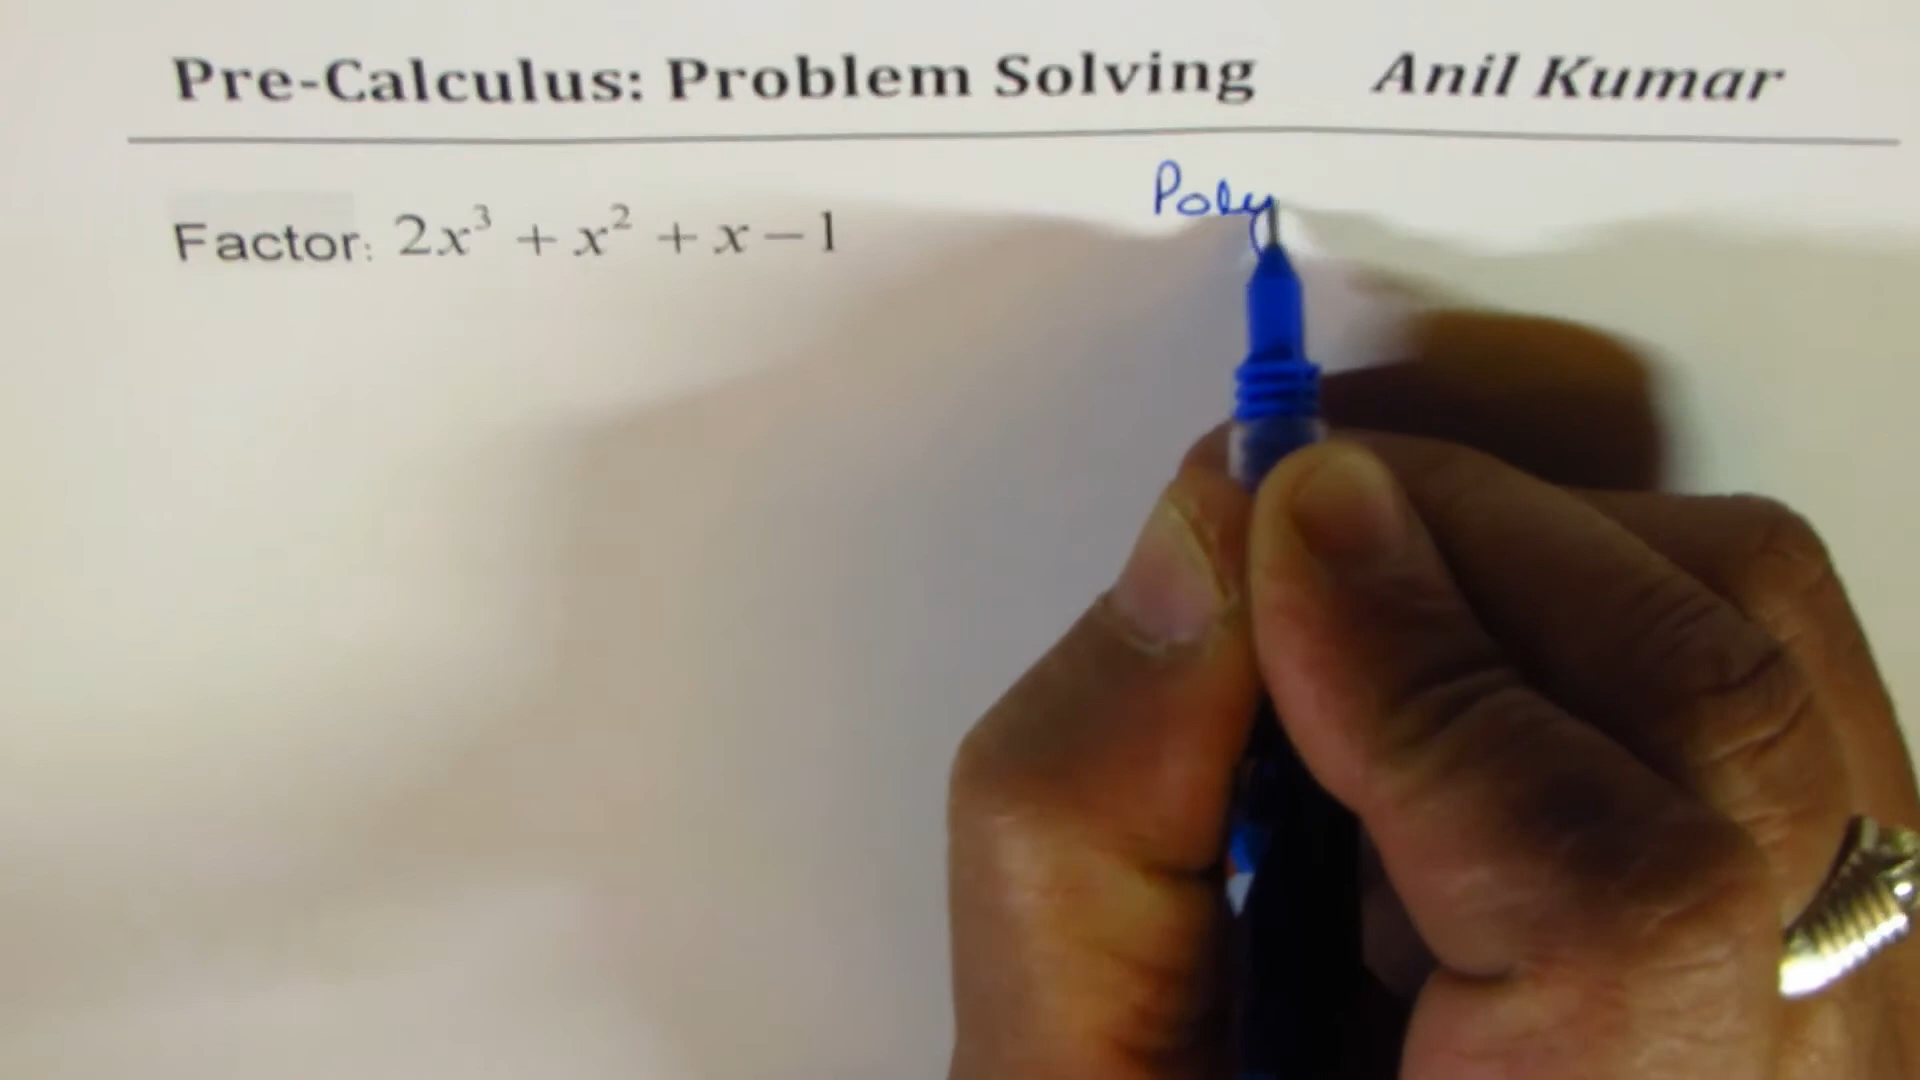 Pre-Calculus: Problem Solving Anil Kumar
Poly
Factor: 2x³ + x² + x − 1